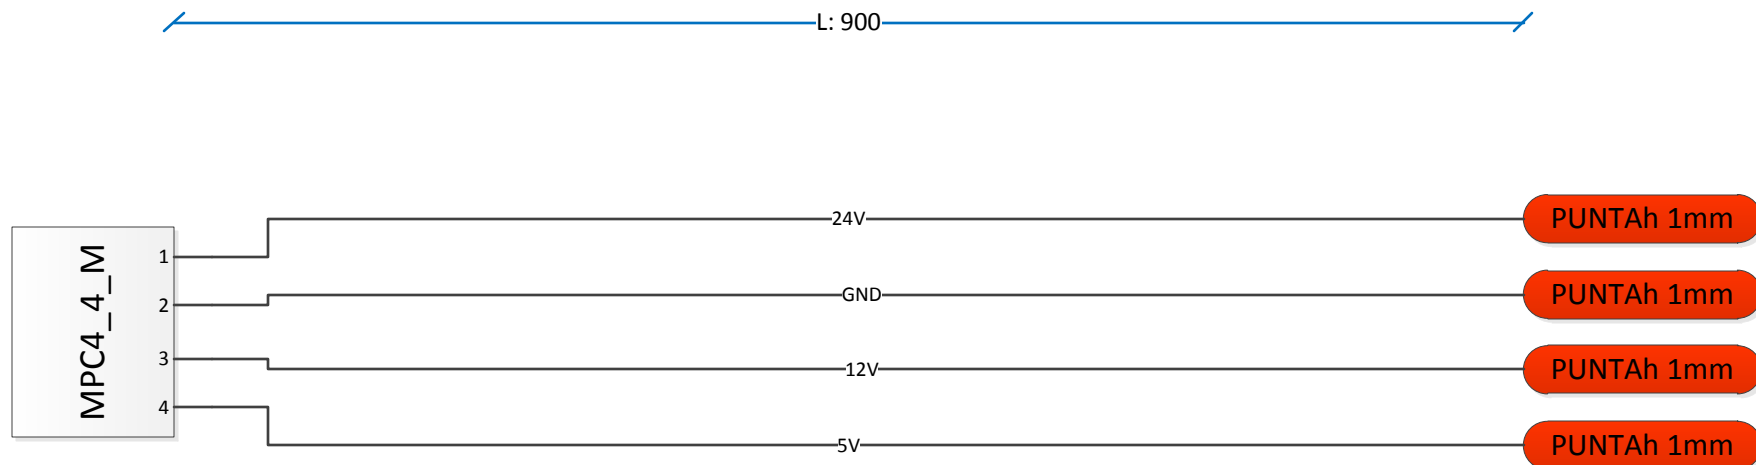 L: 900
MPC4_4_M
1
24V
PUNTAh 1mm
2
GND
PUNTAh 1mm
3
12V
PUNTAh 1mm
4
5V
PUNTAh 1mm